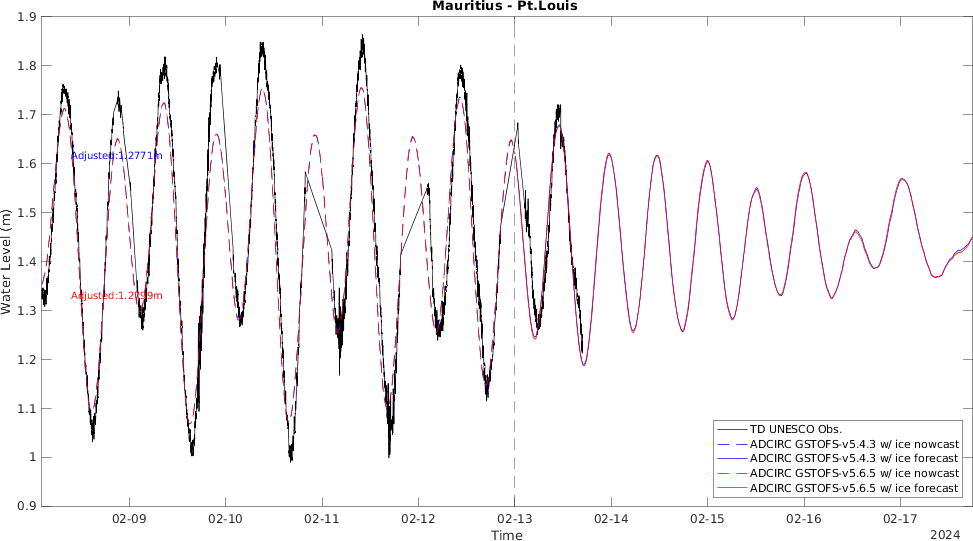 Mauritius - Pt.Louis
1.9
1.8
1.7
1.6
1.5
1.4
1.3
1.2
1.1
1
0.9
Water Level (m)
Adjusted:1.2771m
Adjusted:1.2799m
TD UNESCO Obs.
ADCIRC GSTOFS-v5.4.3 w/ ice nowcast
ADCIRC GSTOFS-v5.4.3 w/ ice forecast
ADCIRC GSTOFS-v5.6.5 w/ ice nowcast
ADCIRC GSTOFS-v5.6.5 w/ ice forecast
02-09 02-10 02-11 02-12 02-13 02-14 02-15 02-16 02-17
Time
2024